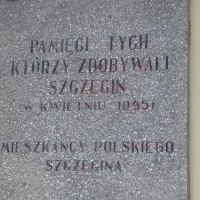 PAMIĘCI TYCH
KTÓRZY ZDOBYWALI
SZCZECIN
W KWIETNIU 1945 r.
MIESZKAŃCY POLSKIEGO
SZCZECINA